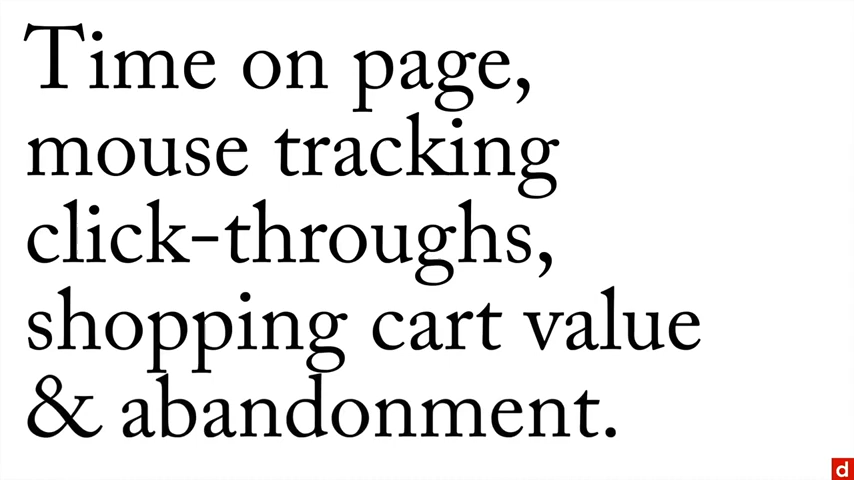 Time on page,
mouse tracking
click-throughs,
shopping cart value
& abandonment.
d